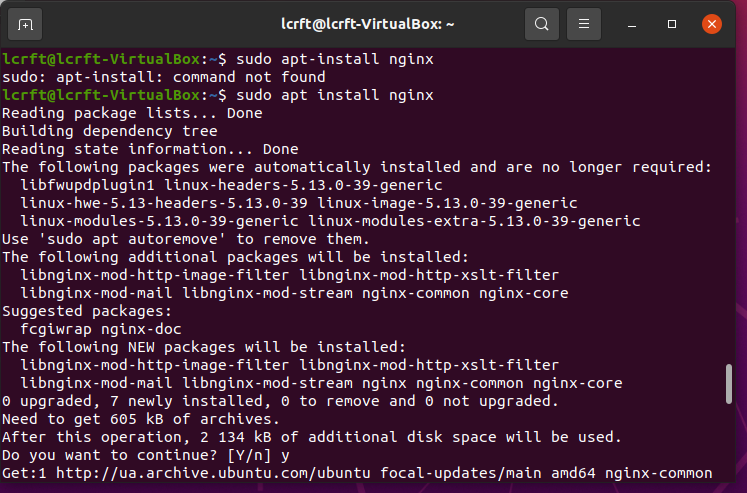 lcrft@lcrft-VirtualBox: ~
lcrft@lcrft-VirtualBox:~$ sudo apt-install nginx
sudo: apt-install: command not found
lcrft@lcrft-VirtualBox:~$ sudo apt install nginx
Reading package lists... Done
Building dependency tree
Reading state information... Done
The following packages were automatically installed and are no longer required:
  libfwupdplugin1 linux-headers-5.13.0-39-generic
  linux-hwe-5.13-headers-5.13.0-39 linux-image-5.13.0-39-generic
  linux-modules-5.13.0-39-generic linux-modules-extra-5.13.0-39-generic
Use 'sudo apt autoremove' to remove them.
The following additional packages will be installed:
  libnginx-mod-http-image-filter libnginx-mod-http-xslt-filter
  libnginx-mod-mail libnginx-mod-stream nginx-common nginx-core
Suggested packages:
  fcgiwrap nginx-doc
The following NEW packages will be installed:
  libnginx-mod-http-image-filter libnginx-mod-http-xslt-filter
  libnginx-mod-mail libnginx-mod-stream nginx nginx-common nginx-core
0 upgraded, 7 newly installed, 0 to remove and 0 not upgraded.
Need to get 605 kB of archives.
After this operation, 2 134 kB of additional disk space will be used.
Do you want to continue? [Y/n] y
Get:1 http://ua.archive.ubuntu.com/ubuntu focal-updates/main amd64 nginx-common